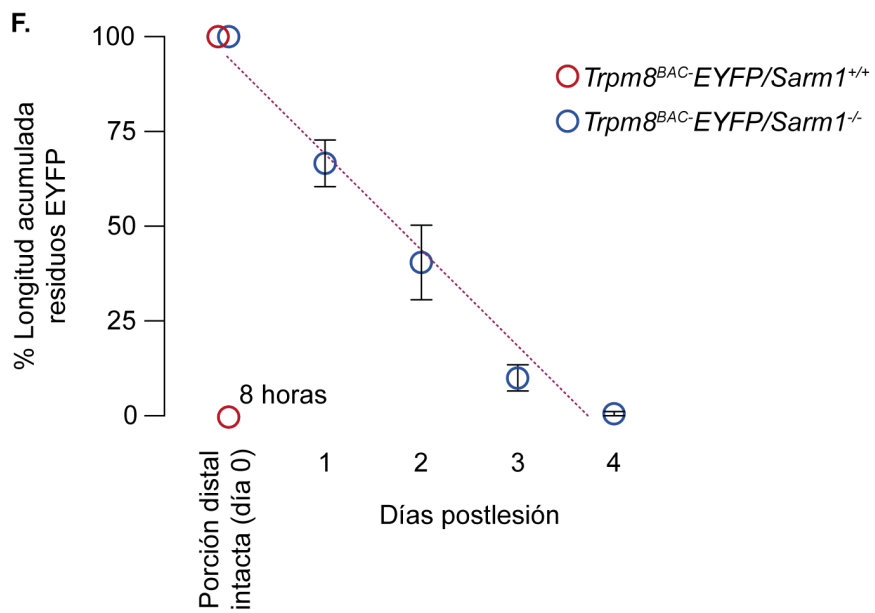 F.
100
75
50
25
0
% Longitud acumulada
residuos EYFP
Trpm8BAC-EYFP/Sarm1+/+
Trpm8BAC-EYFP/Sarm1-/-
8 horas
Porción distal
intacta (día 0)
1
2
3
4
Días postlesión